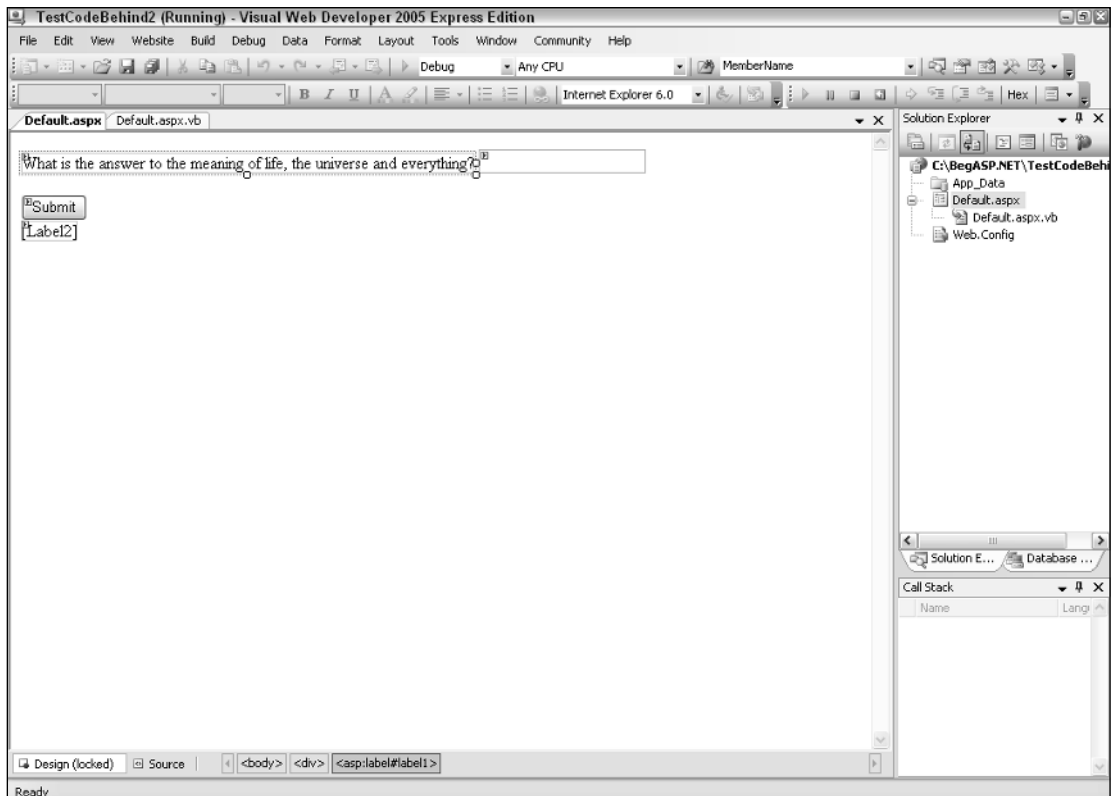 TestCodeBehind2 (Running) - Visual Web Developer 2005 Express Edition
File Edit View Website Build Debug Data Format Layout Tools Window Community Help
Debug Any CPU MemberName
B I U A Internet Explorer 6.0 Hex
Default.aspx Default.aspx.vb
What is the answer to the meaning of life, the universe and everything?
Submit
[Label2]
Solution Explorer
C:\BegASP.NET\TestCodeBehi
App_Data
Default.aspx
Default.aspx.vb
Web.Config
Solution E... Database ...
Call Stack
Name Langu
Design (locked) Source <body> <div> <asp:label#label1>
Ready